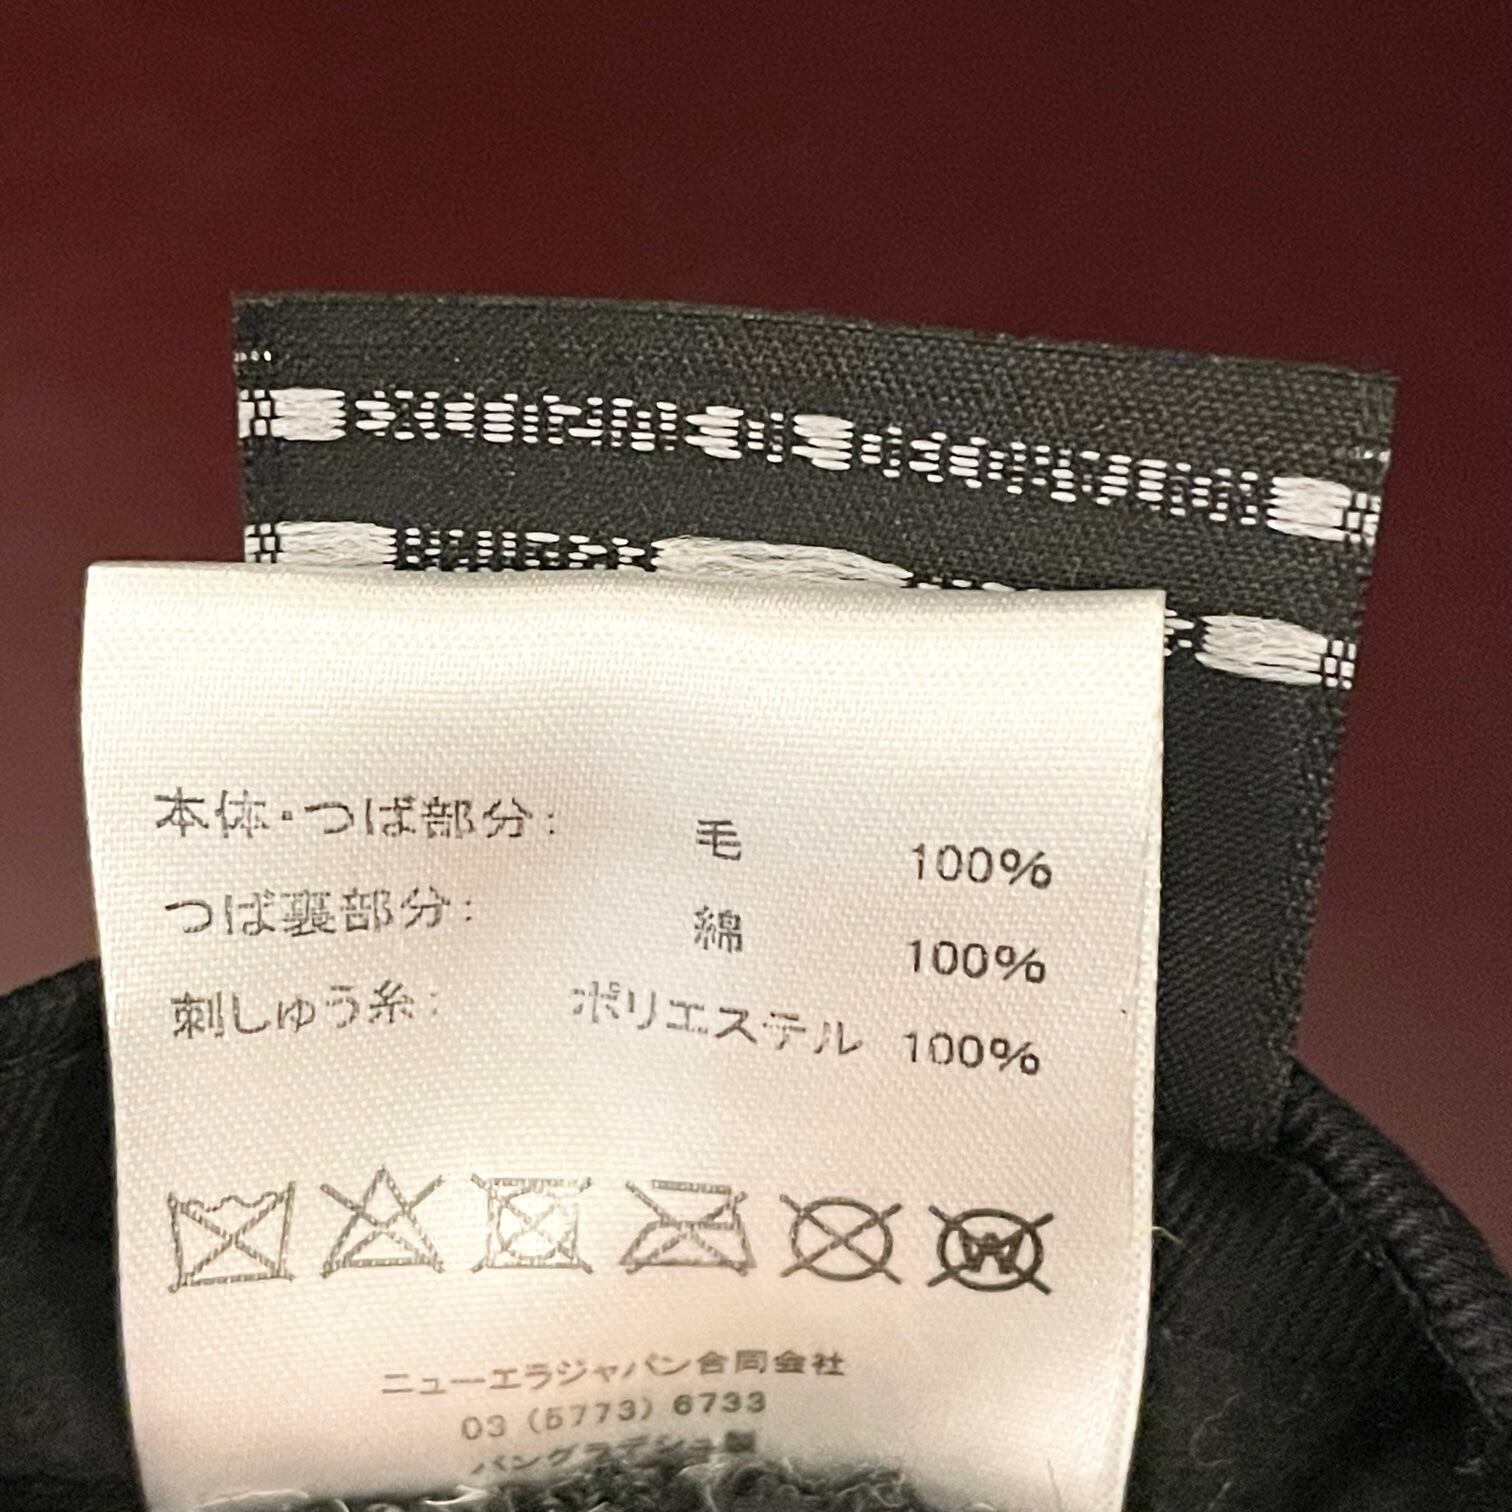 本体・つば部分: 毛 100%
つば裏部分: 綿 100%
刺しゅう糸: ポリエステル 100%
W
ニューエラジャパン合同会社
03 (5773) 6733
バングラデシュ製